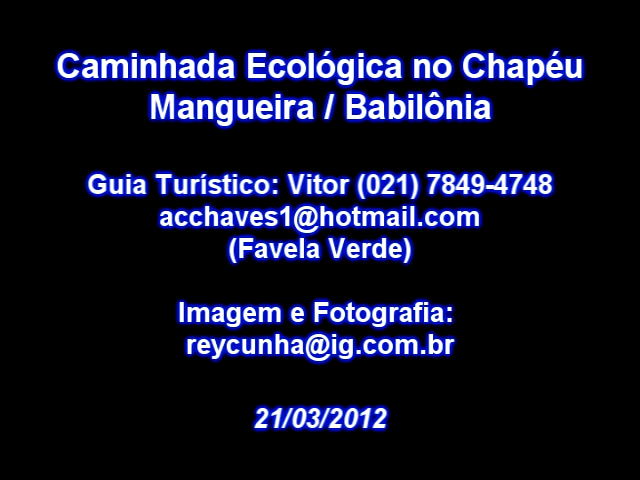 Caminhada Ecológica no Chapéu
Mangueira / Babilônia
Guia Turístico: Vitor (021) 7849-4748
acchaves1@hotmail.com
(Favela Verde)
Imagem e Fotografia:
reycunha@ig.com.br
21/03/2012